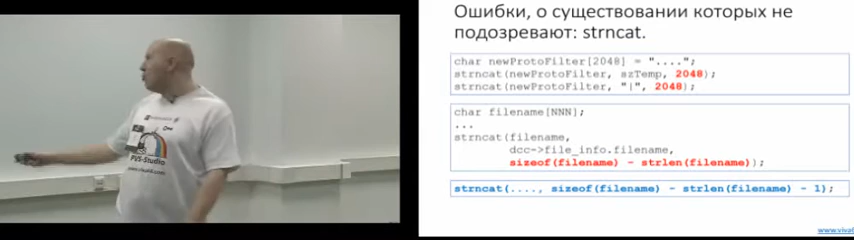 PVS-Studio
Ошибки, о существовании которых не
подозревают: strncat.
char newProtoFilter[2048] = "....";
strncat(newProtoFilter, szTemp, 2048);
strncat(newProtoFilter, "|", 2048);
char filename[NNN];
...
strncat(filename,
dcc->file_info.filename,
sizeof(filename) - strlen(filename));
strncat(...., sizeof(filename) - strlen(filename) - 1);